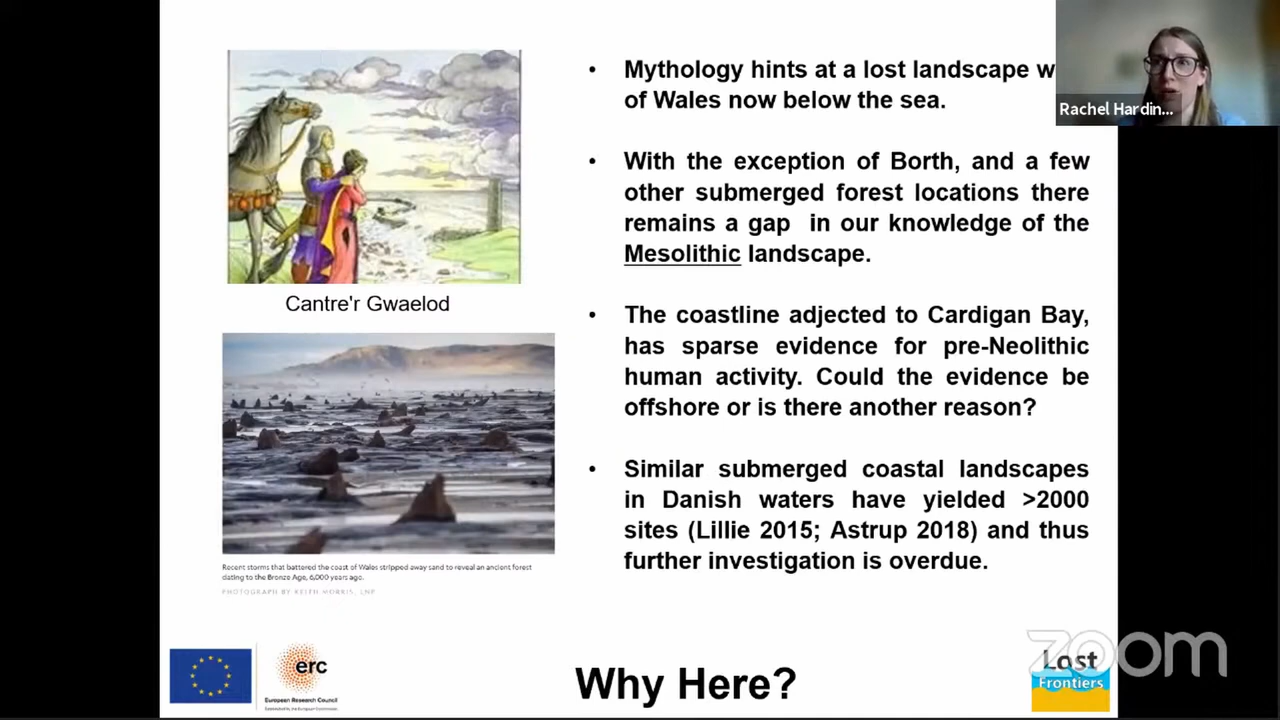 Mythology hints at a lost landscape
of Wales now below the sea.
With the exception of Borth, and a few
other submerged forest locations there
remains a gap in our knowledge of the
Mesolithic landscape.
The coastline adjected to Cardigan Bay,
has sparse evidence for pre-Neolithic
human activity. Could the evidence be
offshore or is there another reason?
Similar submerged coastal landscapes
in Danish waters have yielded >2000
sites (Lillie 2015; Astrup 2018) and thus
further investigation is overdue.
Cantre'r Gwaelod
Recent storms that battered the coast of Wales stripped away sand to reveal an ancient forest
dating to the Bronze Age, 6,000 years ago.
PHOTOGRAPH BY KEITH MORRIS, LNP
Rachel Hardin...
erc
European Research Council
Established by the European Commission
Why Here?
Lost
Frontiers
zoom